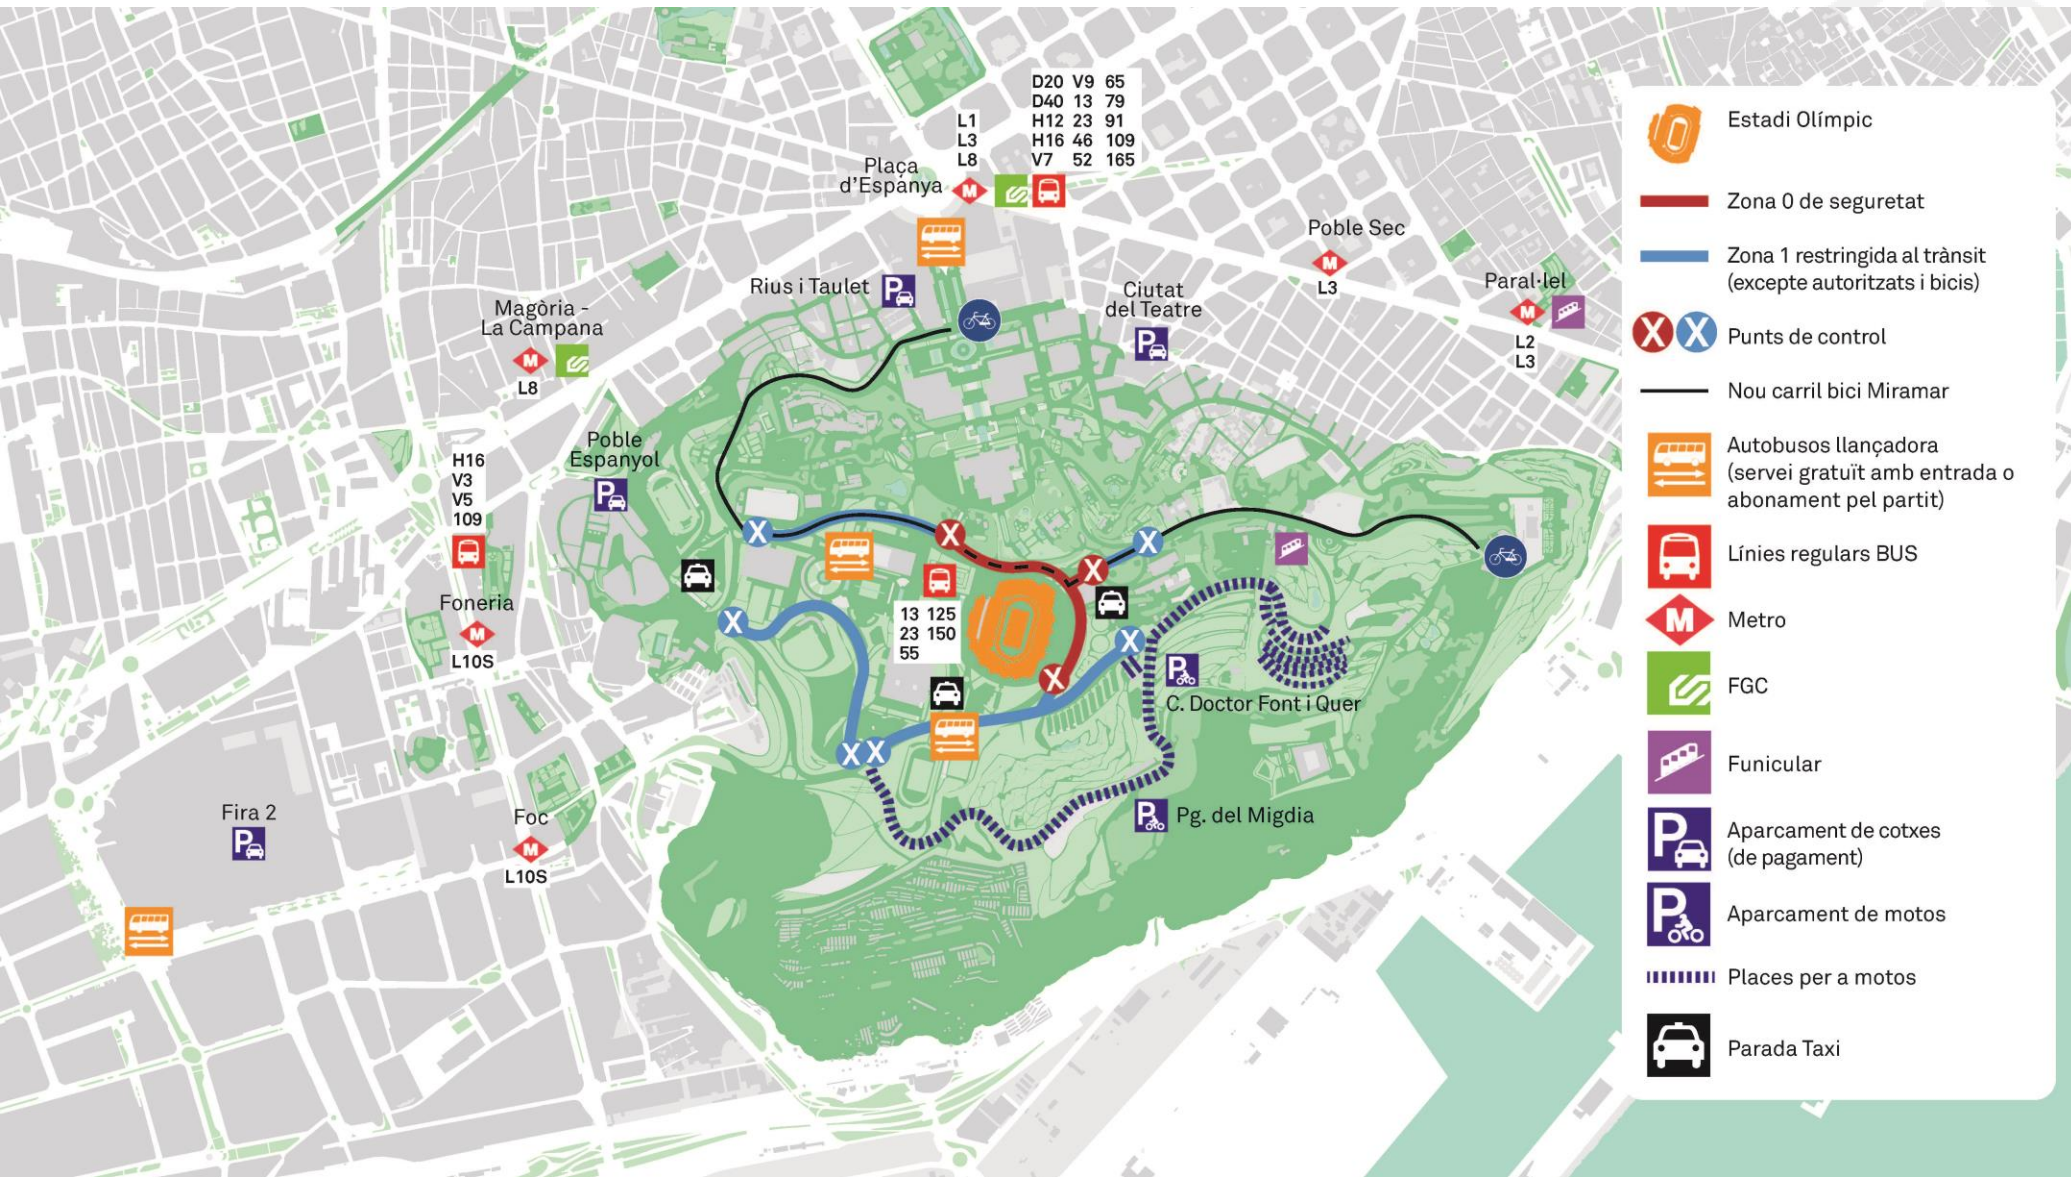 D20 V9 65
D40 13 79
H12 23 91
H16 46 109
V7 52 165
L1
L3
L8
Plaça
d'Espanya
M
Poble Sec
M
L3
Rius i Taulet
P
Ciutat
del Teatre
P
Paral·lel
M
L2
L3
Magòria -
La Campana
M
L8
Poble
Espanyol
P
H16
V3
V5
109
Foneria
M
L10S
X
X
X
X
X
X
X
X
X
13 125
23 150
55
P
C. Doctor Font i Quer
P
Pg. del Migdia
Fira 2
P
Foc
M
L10S
Estadi Olímpic
Zona 0 de seguretat
Zona 1 restringida al trànsit
(excepte autoritzats i bicis)
X X Punts de control
Nou carril bici Miramar
Autobusos llançadora
(servei gratuït amb entrada o
abonament pel partit)
Línies regulars BUS
M Metro
FGC
Funicular
P Aparcament de cotxes
(de pagament)
P Aparcament de motos
Places per a motos
Parada Taxi